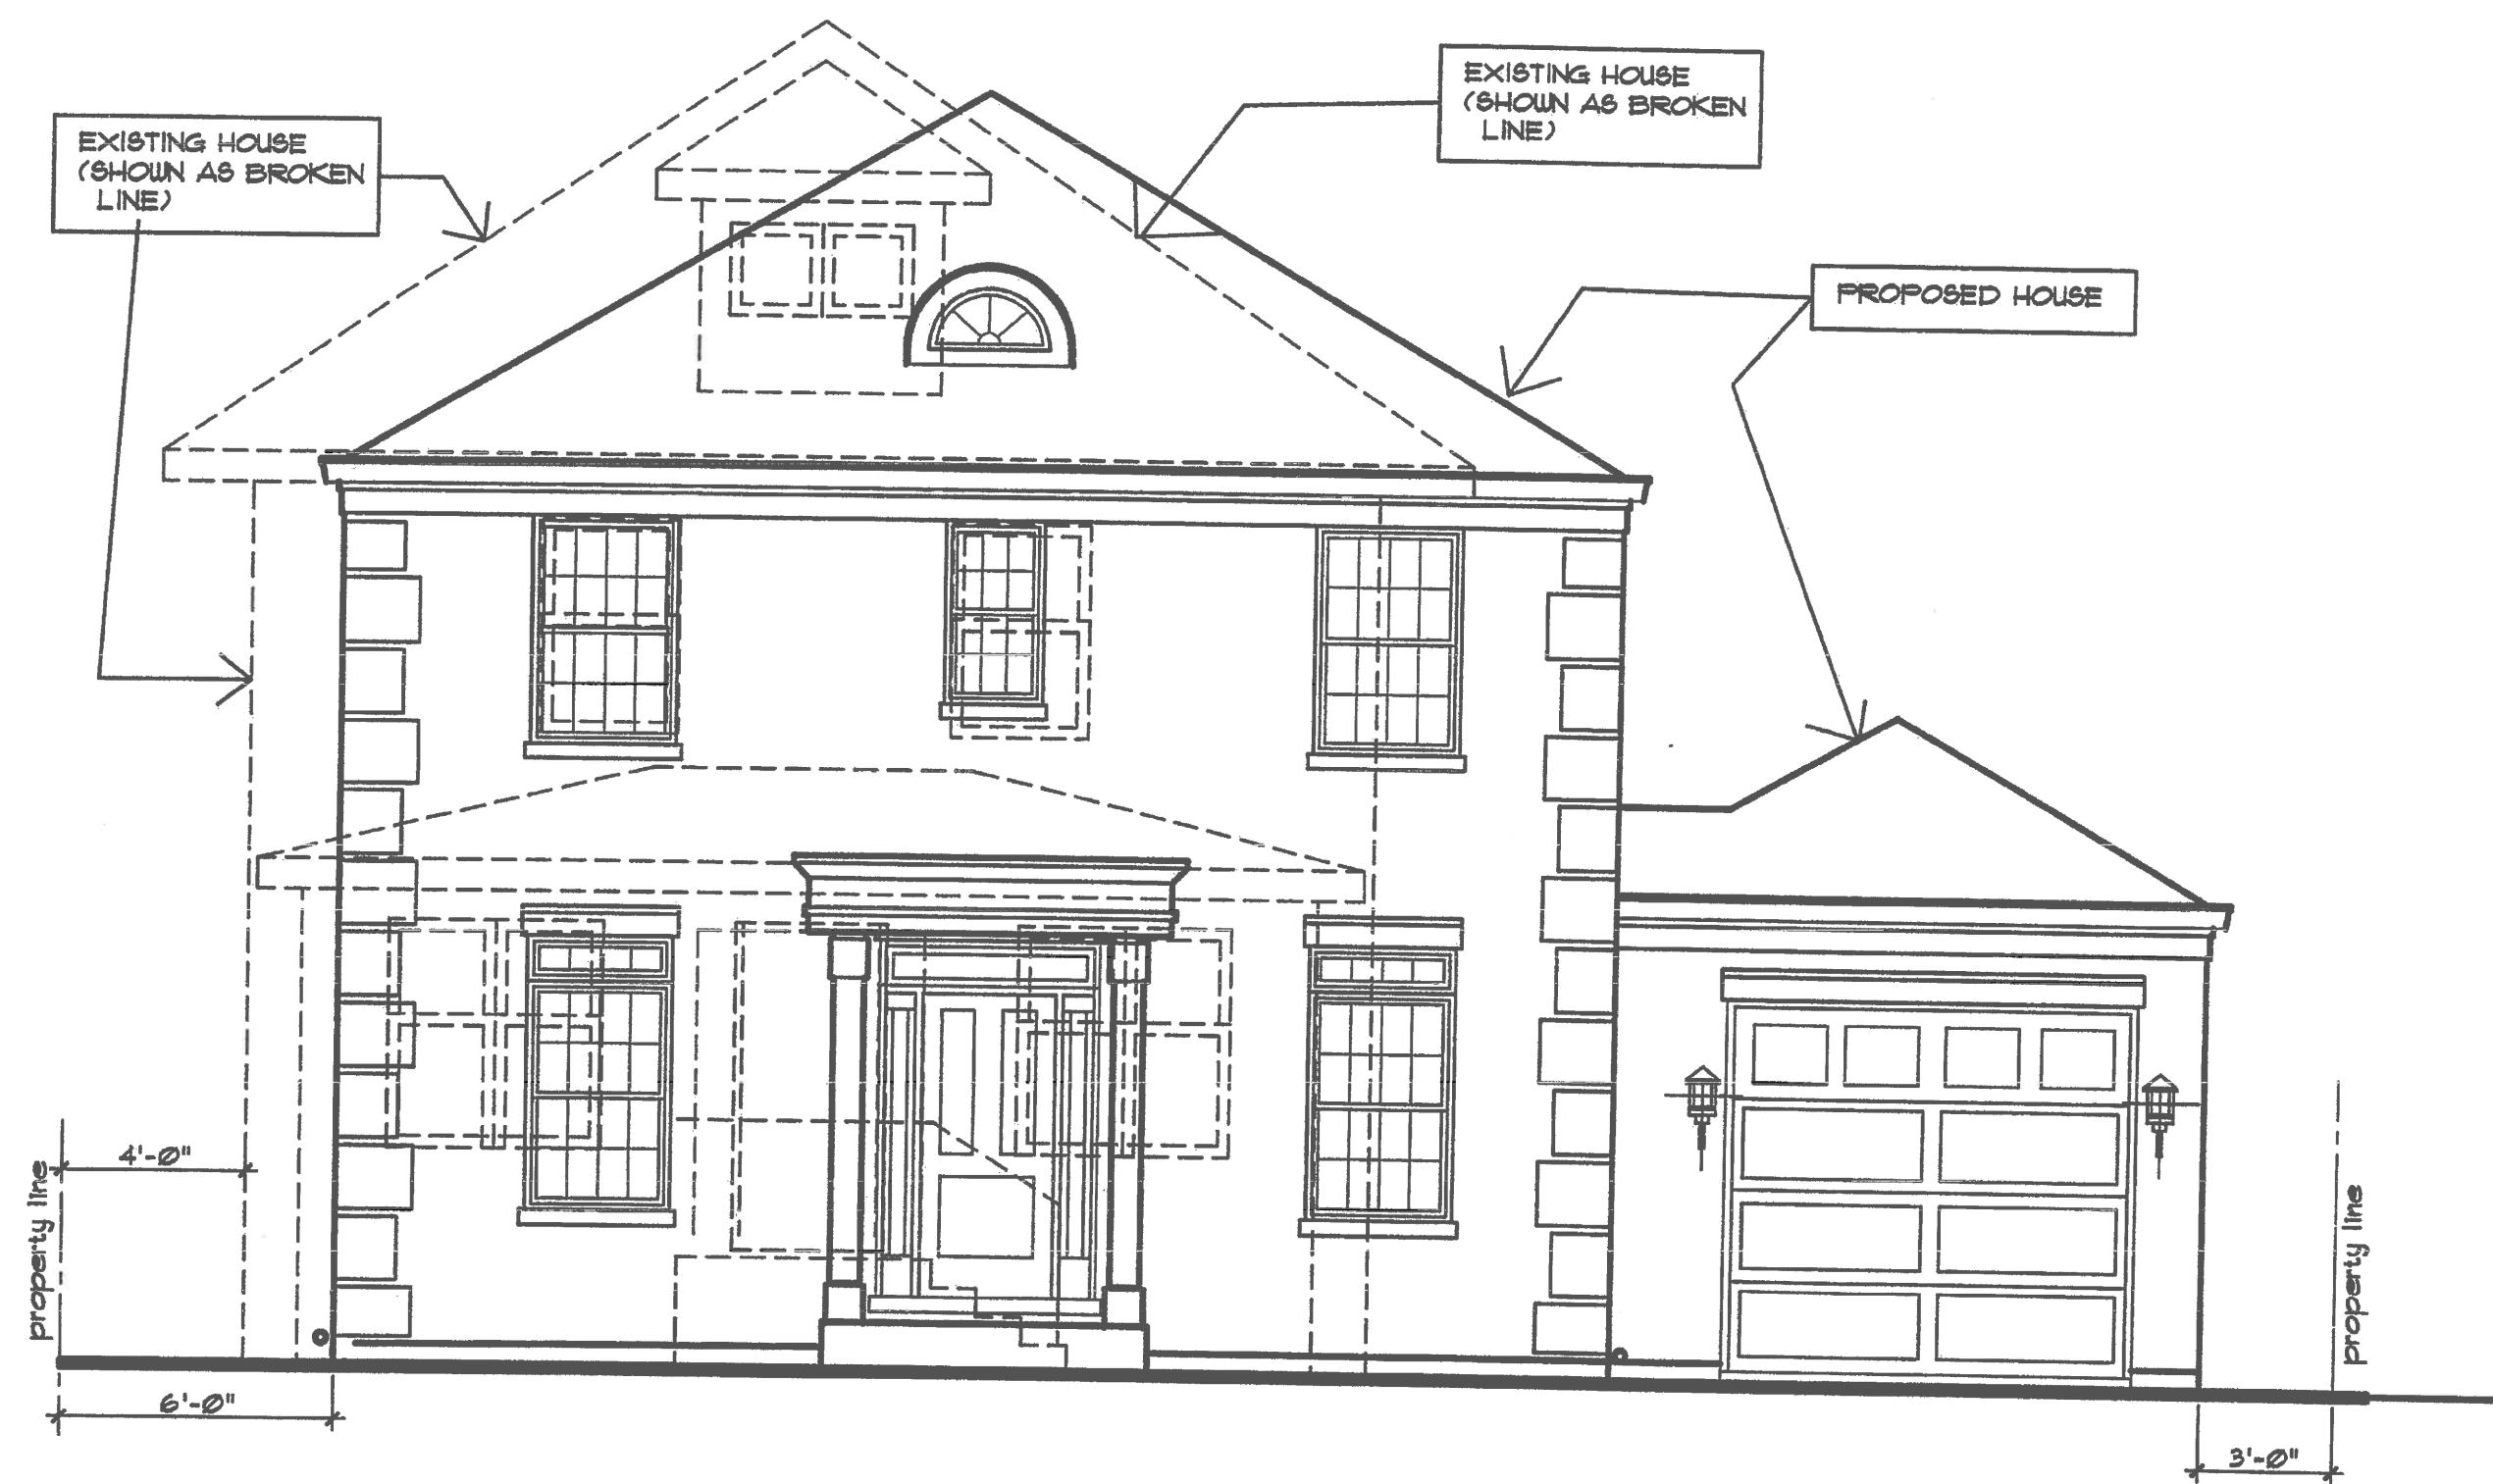 EXISTING HOUSE
(SHOWN AS BROKEN
LINE)
EXISTING HOUSE
(SHOWN AS BROKEN
LINE)
PROPOSED HOUSE
4'-0"
property line
6'-0"
property line
3'-0"